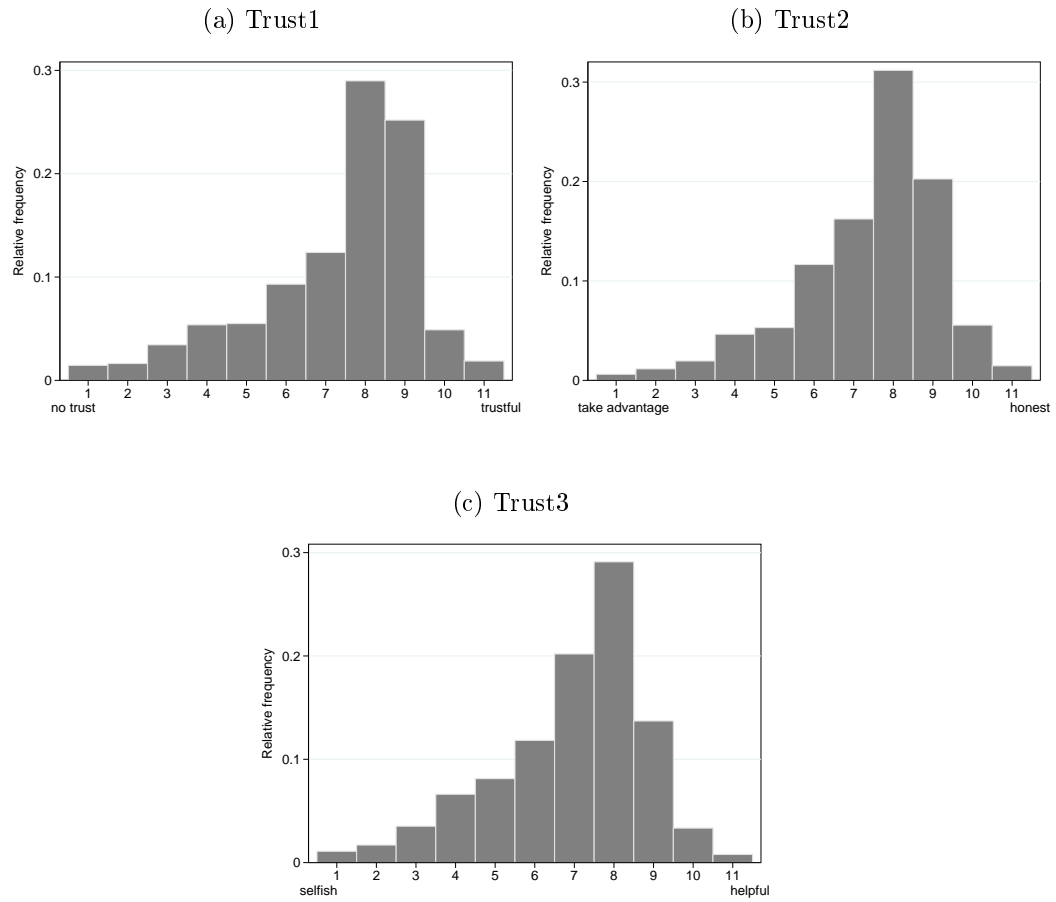 (a) Trust1
Relative frequency
0.3
0.2
0.1
0
1 2 3 4 5 6 7 8 9 10 11
no trust trustful
(b) Trust2
Relative frequency
0.3
0.2
0.1
0
1 2 3 4 5 6 7 8 9 10 11
take advantage honest
(c) Trust3
Relative frequency
0.3
0.2
0.1
0
1 2 3 4 5 6 7 8 9 10 11
selfish helpful